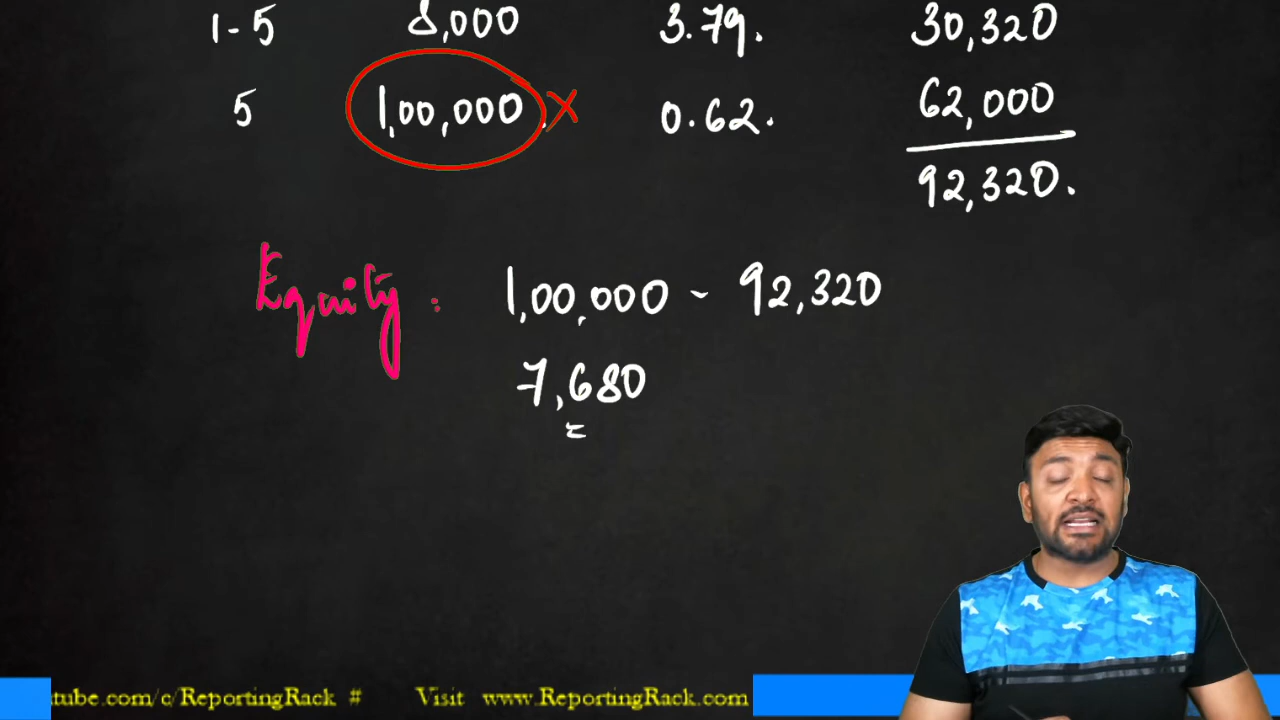 1-5 8,000 3.79. 30,320
5 1,00,000 x 0.62. 62,000
92,320.
Equity : 1,00,000 - 92,320
7,680
tube.com/c/ReportingRack # Visit www.ReportingRack.com